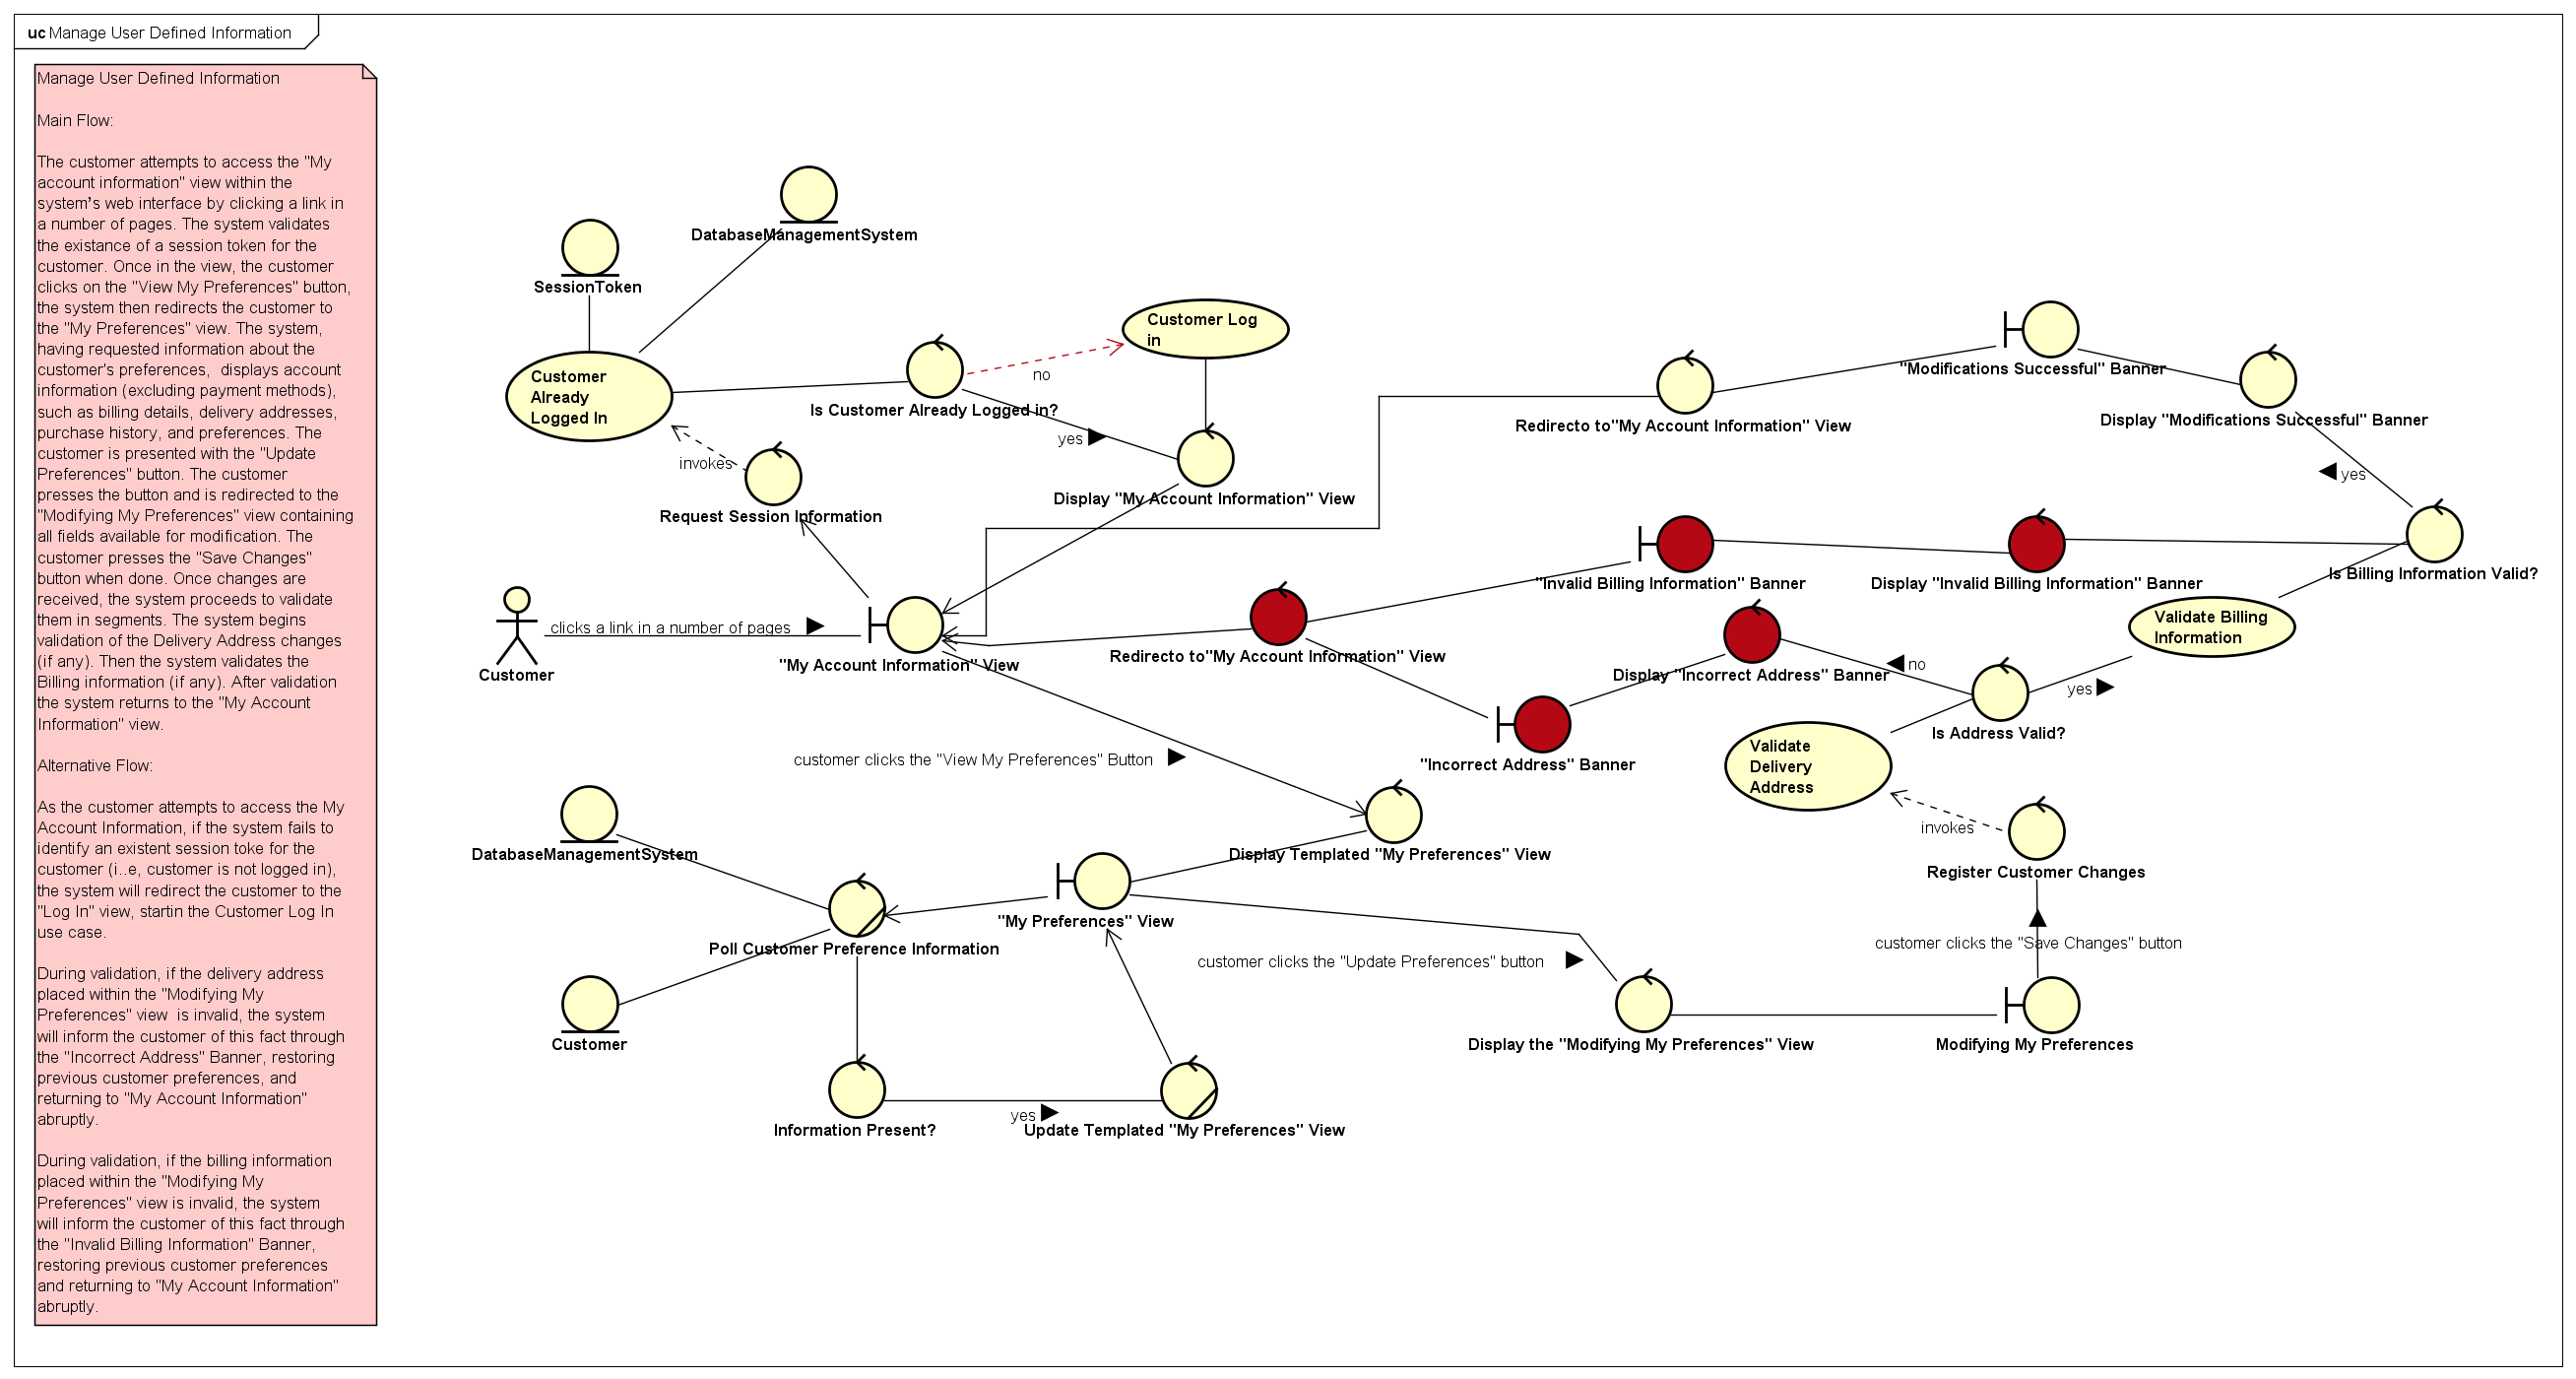 uc Manage User Defined Information
Manage User Defined Information
Main Flow:
The customer attempts to access the "My
account information" view within the
system's web interface by clicking a link in
a number of pages. The system validates
the existance of a session token for the
customer. Once in the view, the customer
clicks on the "View My Preferences" button,
the system then redirects the customer to
the "My Preferences" view. The system,
having requested information about the
customer's preferences,  displays account
information (excluding payment methods),
such as billing details, delivery addresses,
purchase history, and preferences. The
customer is presented with the "Update
Preferences" button. The customer
presses the button and is redirected to the
"Modifying My Preferences" view containing
all fields available for modification. The
customer presses the "Save Changes"
button when done. Once changes are
received, the system proceeds to validate
them in segments. The system begins
validation of the Delivery Address changes
(if any). Then the system validates the
Billing information (if any). After validation
the system returns to the "My Account
Information" view.
Alternative Flow:
As the customer attempts to access the My
Account Information, if the system fails to
identify an existent session toke for the
customer (i..e, customer is not logged in),
the system will redirect the customer to the
"Log In" view, startin the Customer Log In
use case.
During validation, if the delivery address
placed within the "Modifying My
Preferences" view  is invalid, the system
will inform the customer of this fact through
the "Incorrect Address" Banner, restoring
previous customer preferences, and
returning to "My Account Information"
abruptly.
During validation, if the billing information
placed within the "Modifying My
Preferences" view is invalid, the system
will inform the customer of this fact through
the "Invalid Billing Information" Banner,
restoring previous customer preferences
and returning to "My Account Information"
abruptly.
DatabaseManagementSystem
SessionToken
Customer
Already
Logged In
Is Customer Already Logged in?
no
Customer Log
in
yes
invokes
Request Session Information
Display "My Account Information" View
Customer
clicks a link in a number of pages
"My Account Information" View
Redirecto to"My Account Information" View
"Modifications Successful" Banner
Display "Modifications Successful" Banner
yes
Is Billing Information Valid?
"Invalid Billing Information" Banner
Display "Invalid Billing Information" Banner
Validate Billing
Information
Redirecto to"My Account Information" View
Display "Incorrect Address" Banner
no
yes
Is Address Valid?
"Incorrect Address" Banner
Validate
Delivery
Address
invokes
Register Customer Changes
customer clicks the "View My Preferences" Button
Display Templated "My Preferences" View
DatabaseManagementSystem
"My Preferences" View
Poll Customer Preference Information
customer clicks the "Save Changes" button
customer clicks the "Update Preferences" button
Customer
Display the "Modifying My Preferences" View
Modifying My Preferences
yes
Information Present?
Update Templated "My Preferences" View